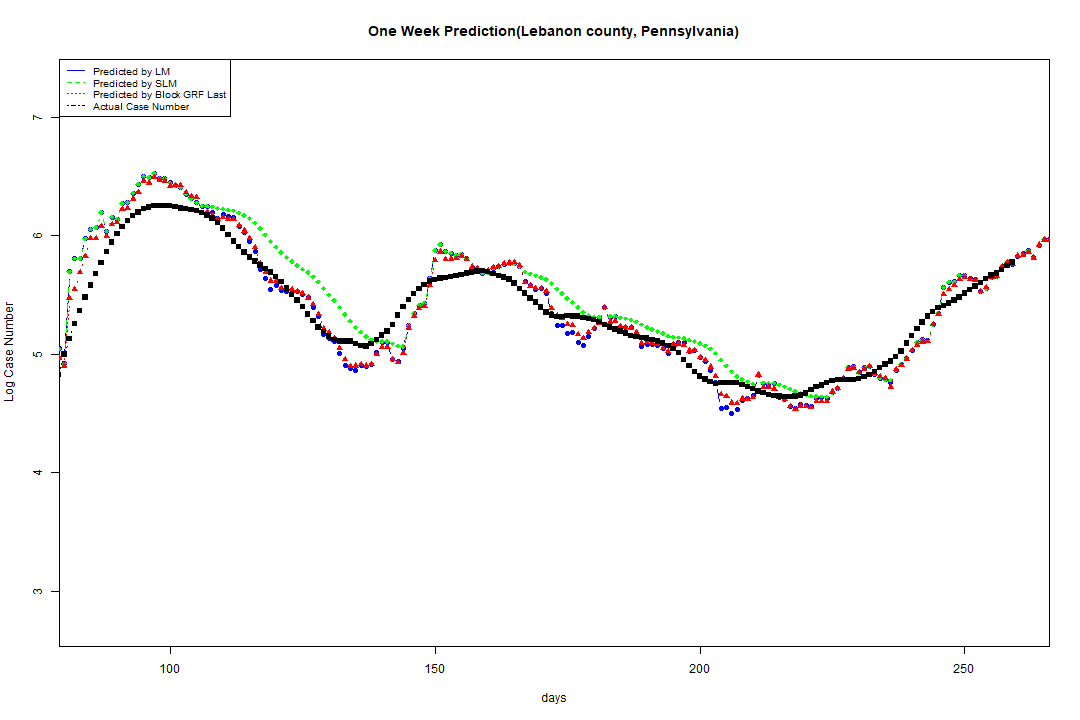 One Week Prediction(Lebanon county, Pennsylvania)
Predicted by LM
Predicted by SLM
Predicted by Block GRF Last
Actual Case Number
7
6
5
4
3
Log Case Number
100 150 200 250
days